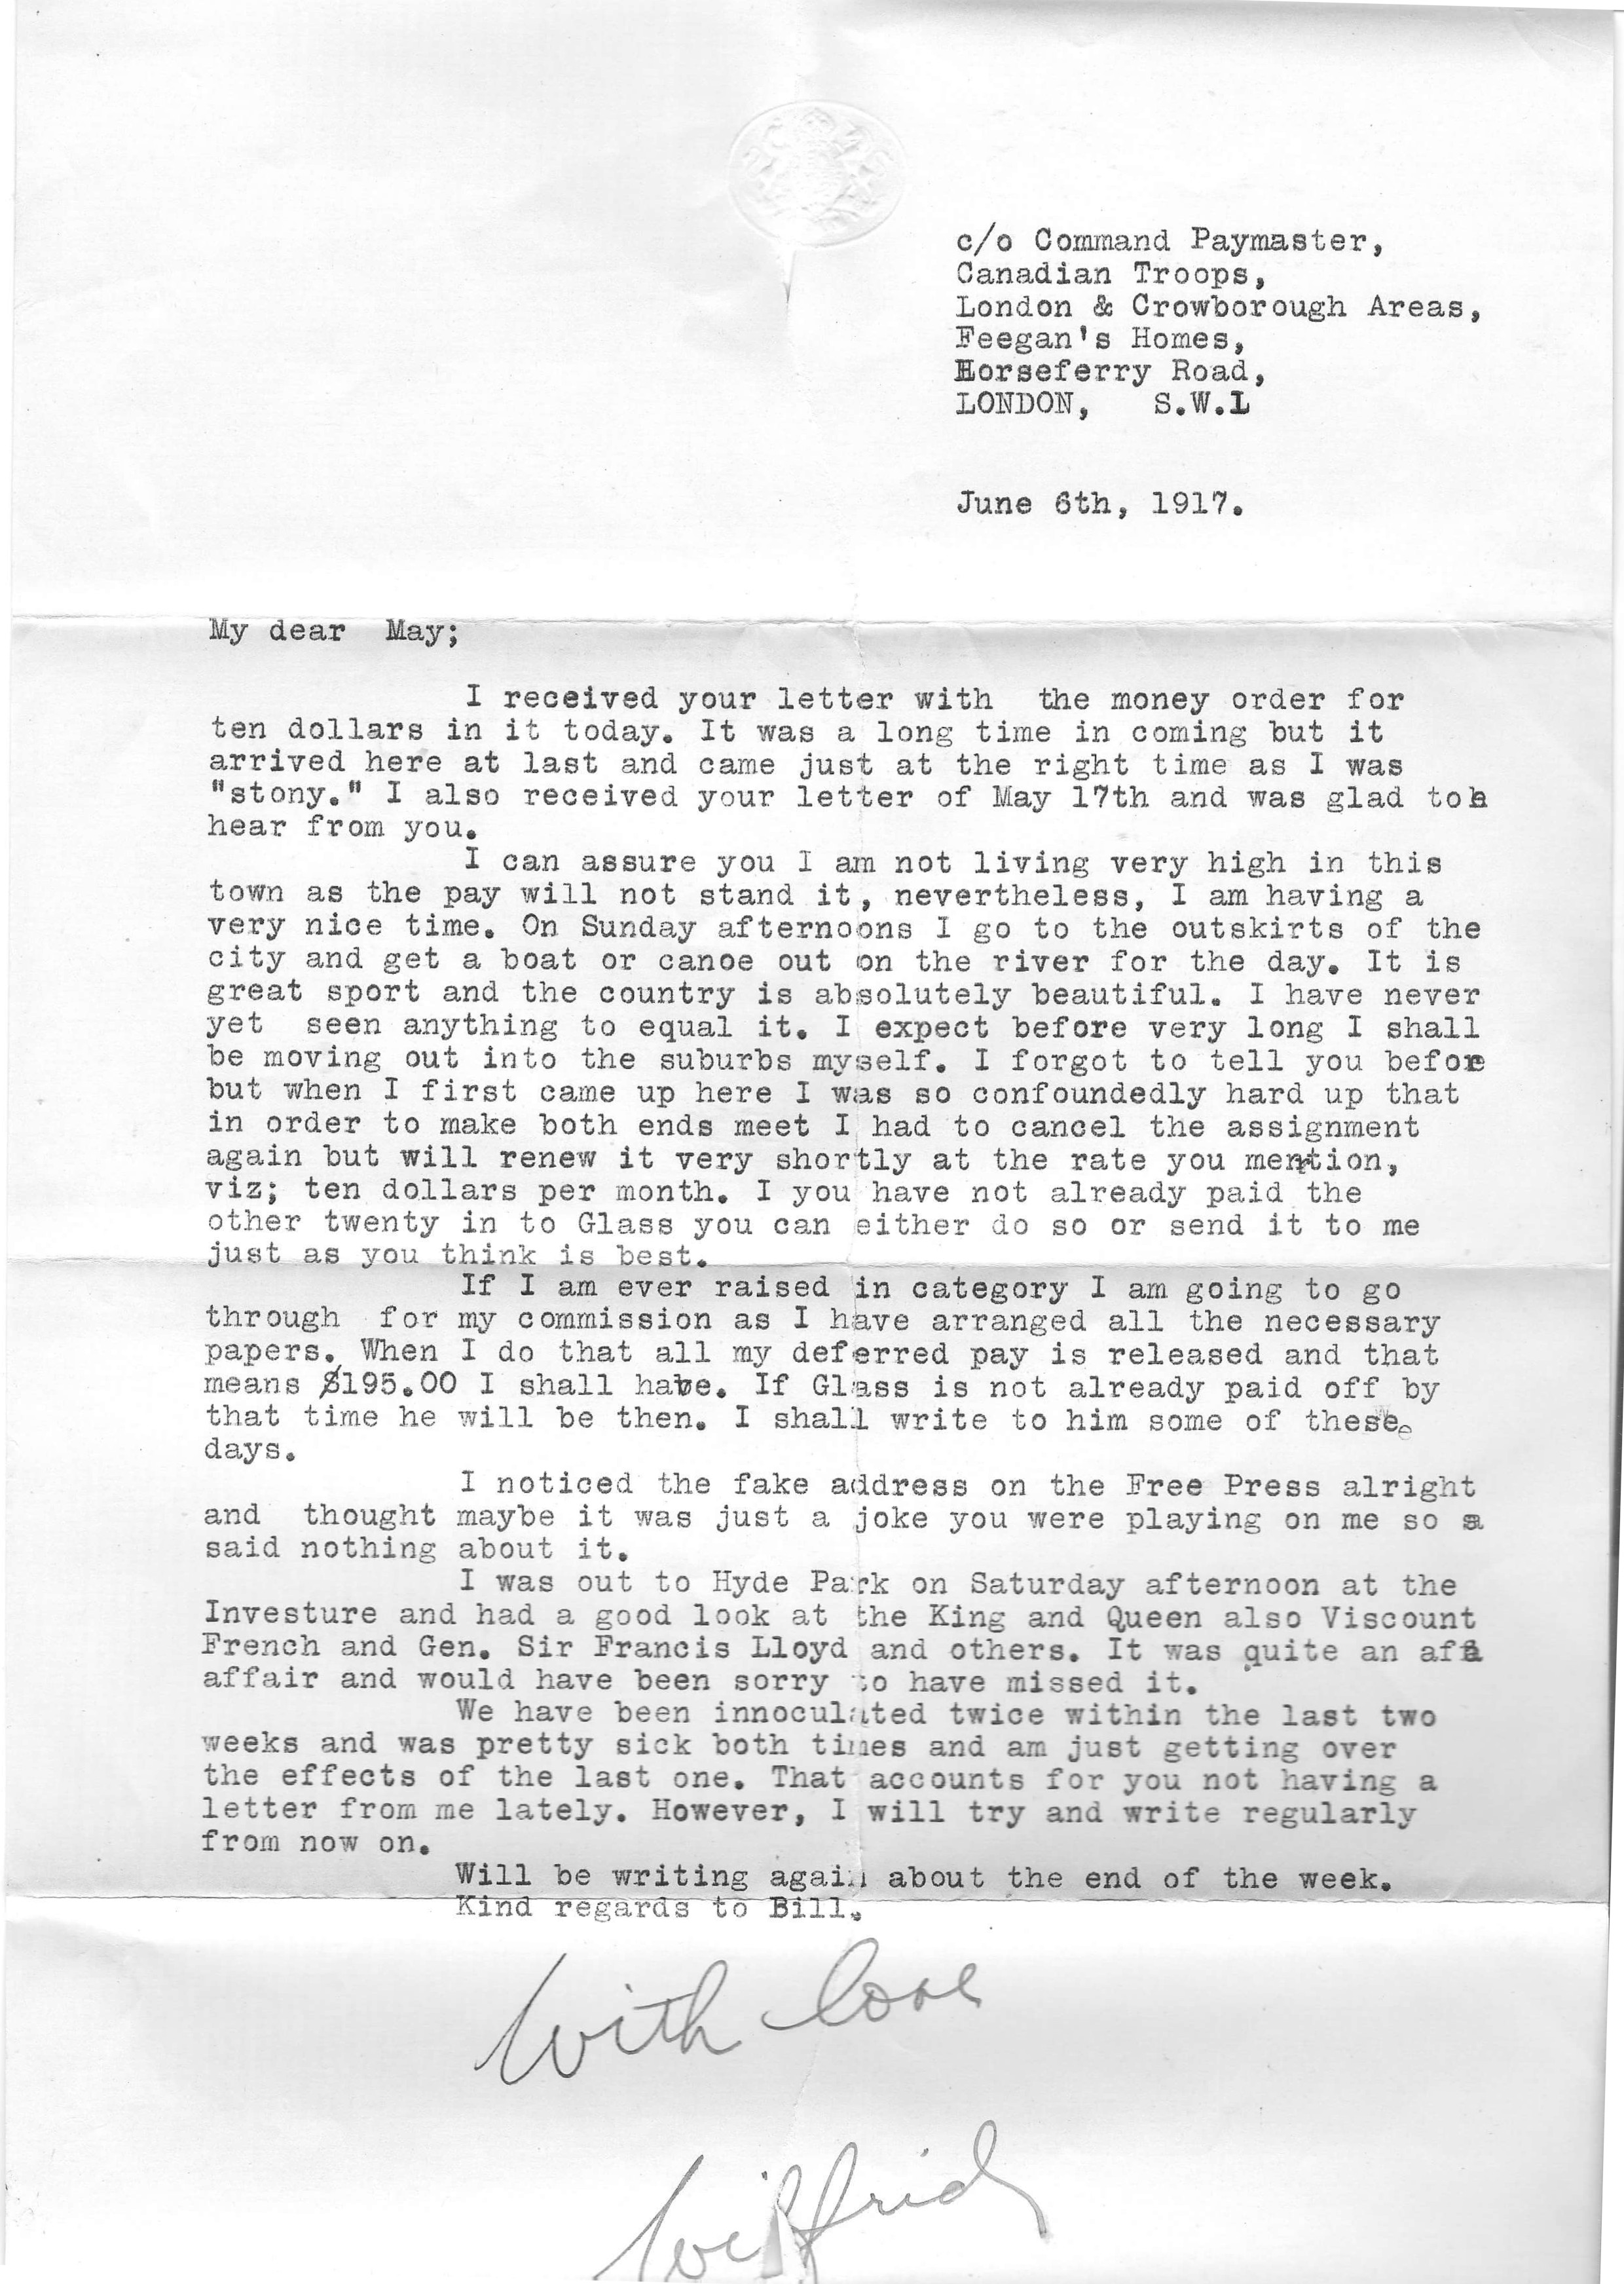 c/o Command Paymaster,
Canadian Troops,
London & Crowborough Areas,
Feegan's Homes,
Horseferry Road,
LONDON, S.W.1
June 6th, 1917.
My dear May;
I received your letter with the money order for
ten dollars in it today. It was a long time in coming but it
arrived here at last and came just at the right time as I was
"stony." I also received your letter of May 17th and was glad toh
hear from you.
I can assure you I am not living very high in this
town as the pay will not stand it, nevertheless, I am having a
very nice time. On Sunday afternoons I go to the outskirts of the
city and get a boat or canoe out on the river for the day. It is
great sport and the country is absolutely beautiful. I have never
yet seen anything to equal it. I expect before very long I shall
be moving out into the suburbs myself. I forgot to tell you before
but when I first came up here I was so confoundedly hard up that
in order to make both ends meet I had to cancel the assignment
again but will renew it very shortly at the rate you mention,
viz; ten dollars per month. I you have not already paid the
other twenty in to Glass you can either do so or send it to me
just as you think is best.
If I am ever raised in category I am going to go
through for my commission as I have arranged all the necessary
papers. When I do that all my deferred pay is released and that
means $195.00 I shall have. If Glass is not already paid off by
that time he will be then. I shall write to him some of these
days.
I noticed the fake address on the Free Press alright
and thought maybe it was just a joke you were playing on me so
said nothing about it.
I was out to Hyde Park on Saturday afternoon at the
Investure and had a good look at the King and Queen also Viscount
French and Gen. Sir Francis Lloyd and others. It was quite an
affair and would have been sorry to have missed it.
We have been innoculated twice within the last two
weeks and was pretty sick both times and am just getting over
the effects of the last one. That accounts for you not having a
letter from me lately. However, I will try and write regularly
from now on.
Will be writing again about the end of the week.
Kind regards to Bill.
With love
Wilfrid